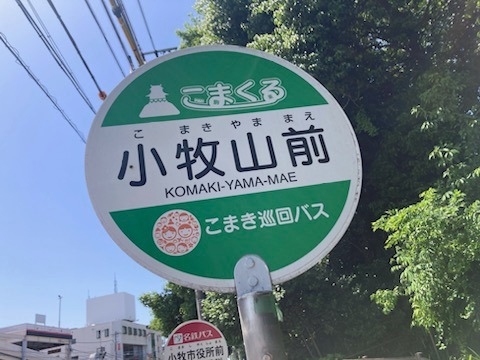 こまくる
こまきやままえ
小牧山前
KOMAKI-YAMA-MAE
こまき巡回バス
名鉄バス
小牧市役所前